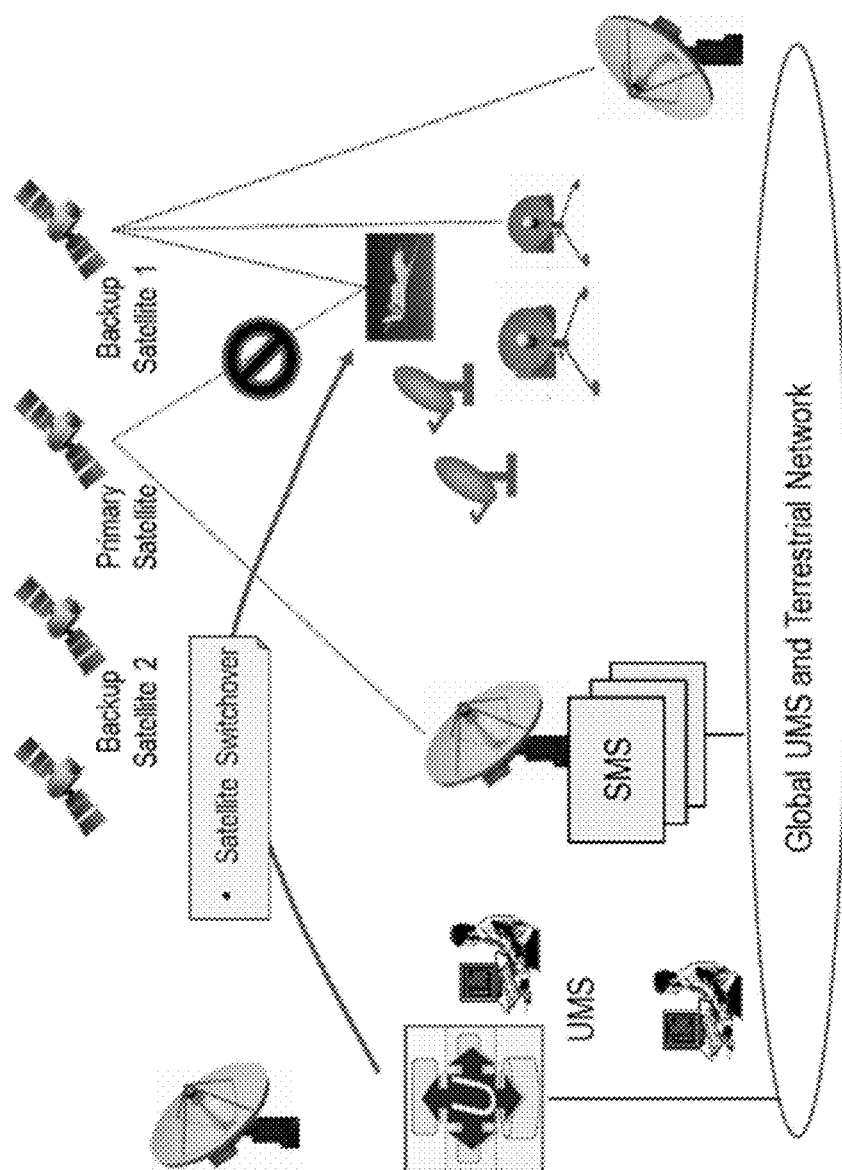 Backup
Satellite 2
Primary
Satellite
Backup
Satellite 1
• Satellite Switchover
U
UMS
SMS
Global UMS and Terrestrial Network